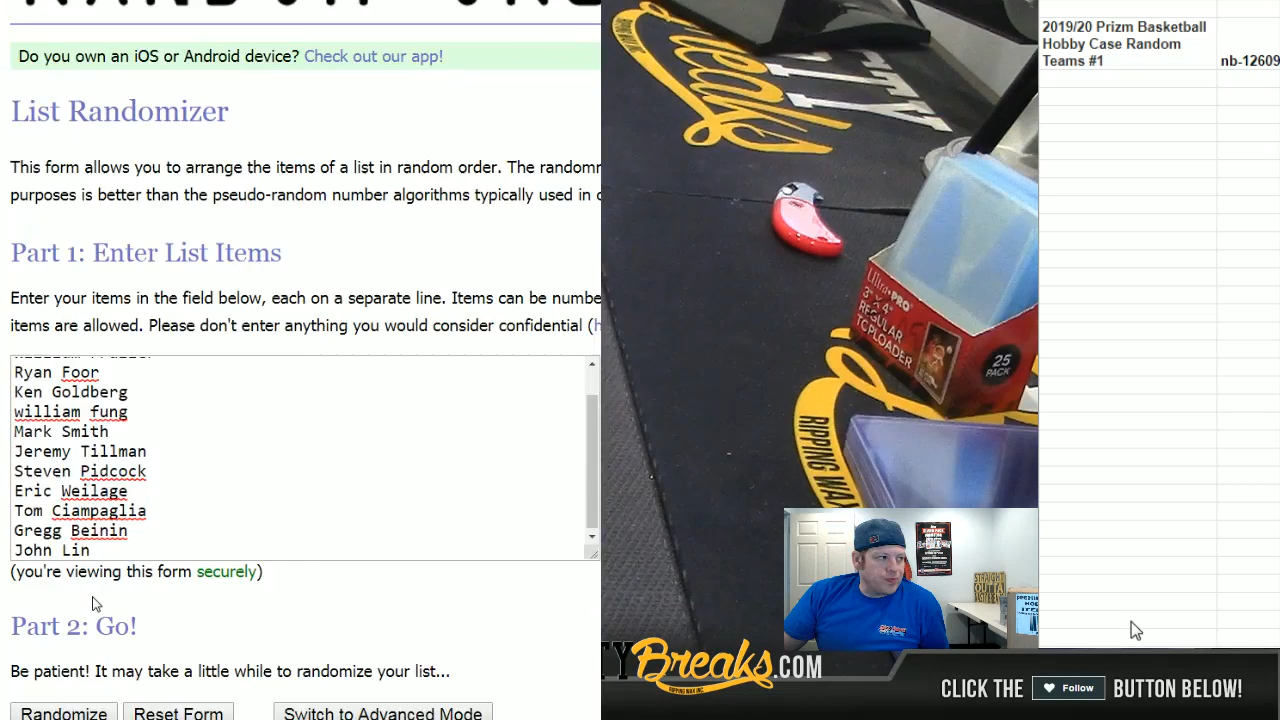 Do you own an iOS or Android device? Check out our app!
List Randomizer
This form allows you to arrange the items of a list in random order. The randomn
purposes is better than the pseudo-random number algorithms typically used in c
Part 1: Enter List Items
Enter your items in the field below, each on a separate line. Items can be numbe
items are allowed. Please don't enter anything you would consider confidential (h
Ryan Foor
Ken Goldberg
william fung
Mark Smith
Jeremy Tillman
Steven Pidcock
Eric Weilage
Tom Ciampaglia
Gregg Beinin
John Lin
(you're viewing this form securely)
Part 2: Go!
Be patient! It may take a little while to randomize your list...
Randomize
Reset Form
Switch to Advanced Mode
TY
Breaks
Ultra•PRO
3" X 4"
REGULAR
TOPLOADER
25
PACK
RIPPING WAX
STRAIGHT
OUTTA
TYBreaks.COM
RIPPING WAX INC.
CLICK THE
Follow
BUTTON BELOW!
2019/20 Prizm Basketball
Hobby Case Random
Teams #1
nb-12609